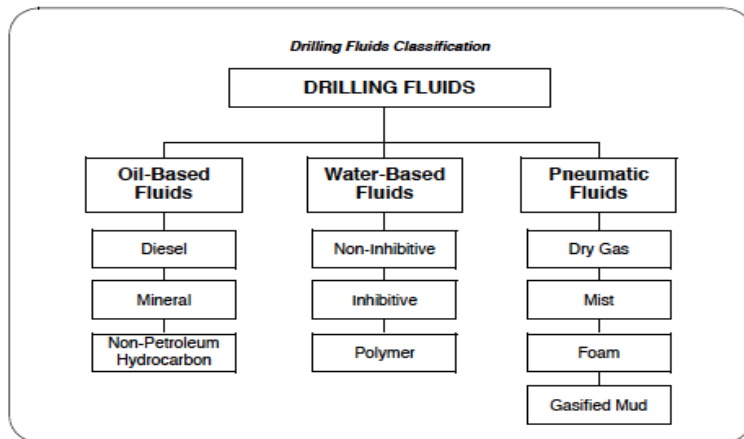 Drilling Fluids Classification
DRILLING FLUIDS
Oil-Based
Fluids
Diesel
Mineral
Non-Petroleum
Hydrocarbon
Water-Based
Fluids
Non-Inhibitive
Inhibitive
Polymer
Pneumatic
Fluids
Dry Gas
Mist
Foam
Gasified Mud